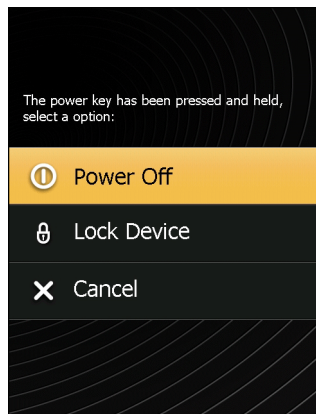 The power key has been pressed and held,
select a option:
Power Off
Lock Device
Cancel